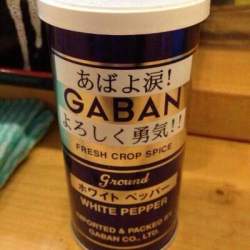 あばよ涙!
GABAN
よろしく勇気!!
FRESH CROP SPICE
Ground
ホワイト ペッパー
WHITE PEPPER
IMPORTED & PACKED BY
GABAN CO., LTD.